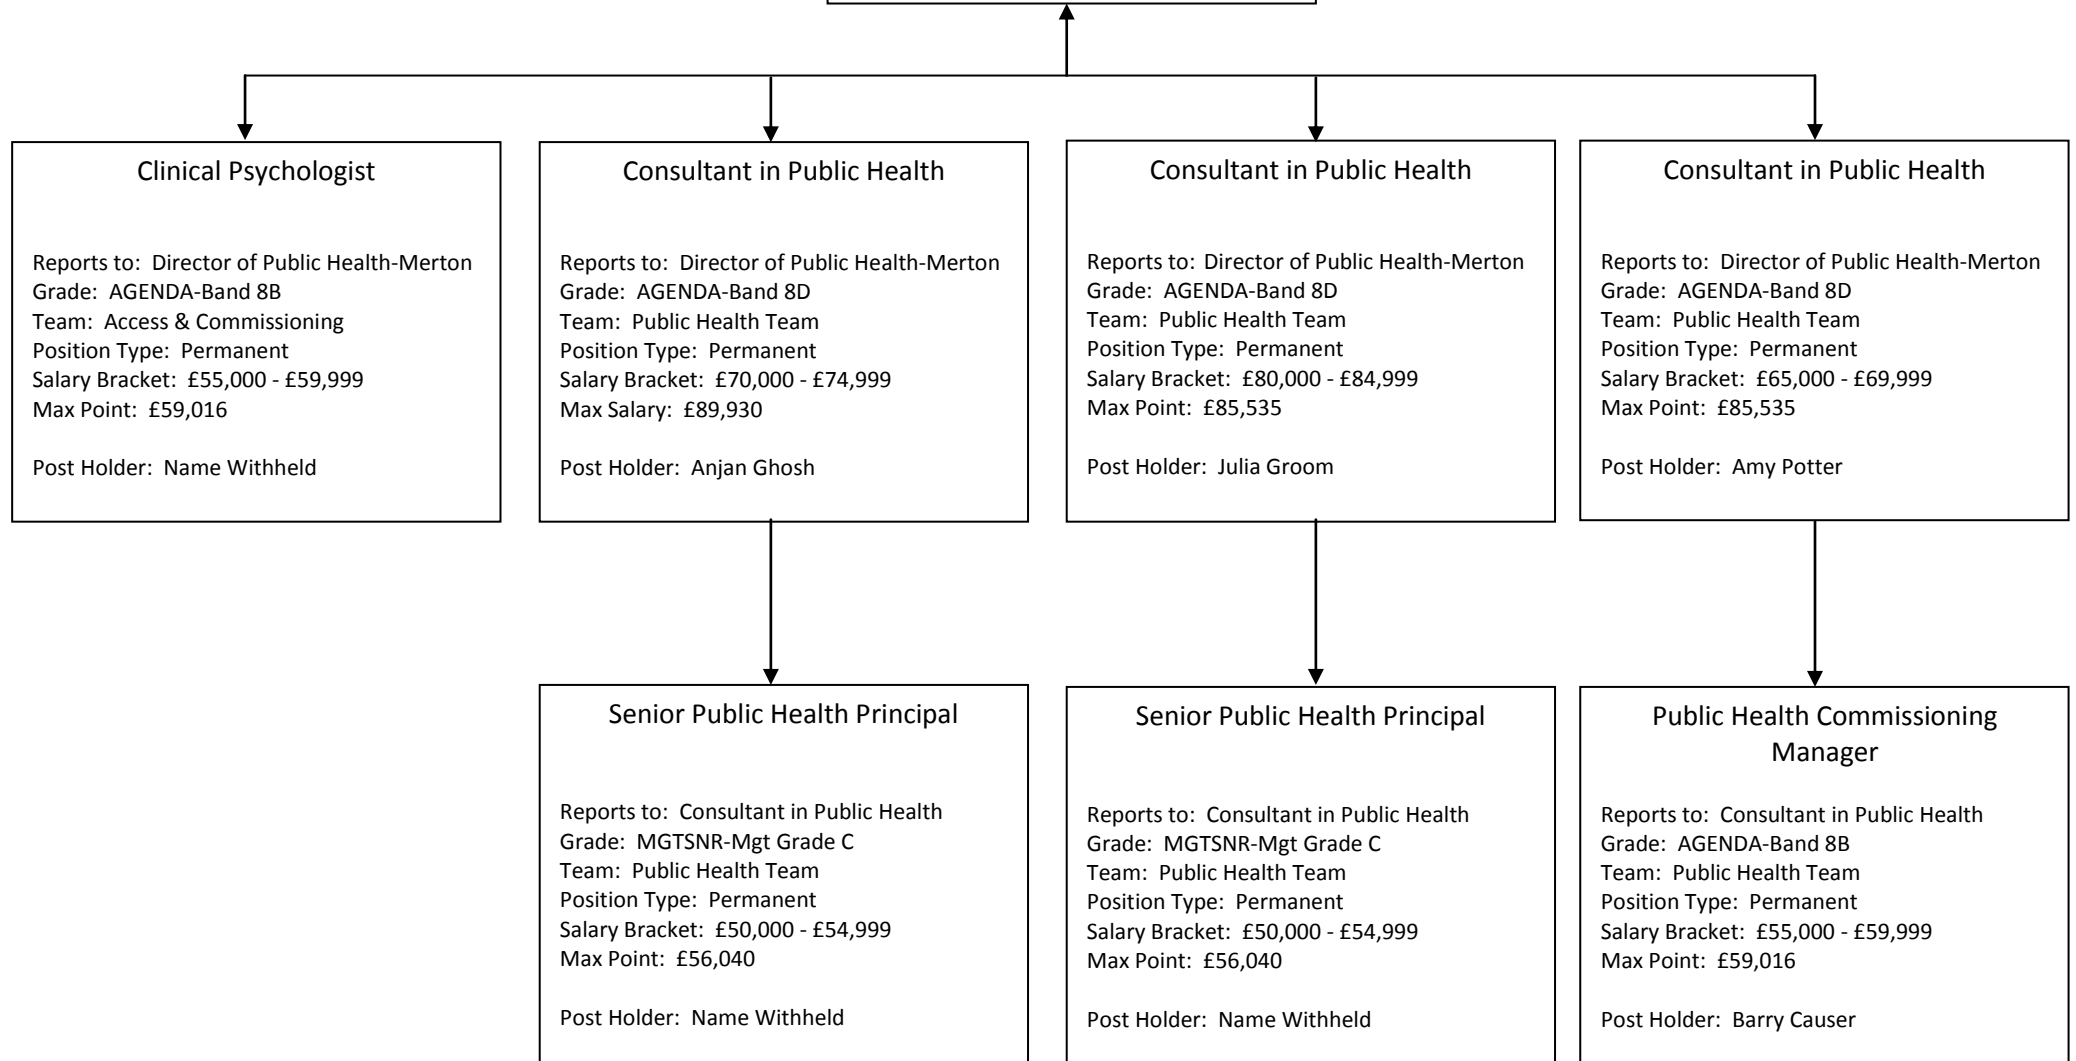 Clinical Psychologist
Reports to: Director of Public Health-Merton
Grade: AGENDA-Band 8B
Team: Access & Commissioning
Position Type: Permanent
Salary Bracket: £55,000 - £59,999
Max Point: £59,016
Post Holder: Name Withheld
Consultant in Public Health
Reports to: Director of Public Health-Merton
Grade: AGENDA-Band 8D
Team: Public Health Team
Position Type: Permanent
Salary Bracket: £70,000 - £74,999
Max Salary: £89,930
Post Holder: Anjan Ghosh
Consultant in Public Health
Reports to: Director of Public Health-Merton
Grade: AGENDA-Band 8D
Team: Public Health Team
Position Type: Permanent
Salary Bracket: £80,000 - £84,999
Max Point: £85,535
Post Holder: Julia Groom
Consultant in Public Health
Reports to: Director of Public Health-Merton
Grade: AGENDA-Band 8D
Team: Public Health Team
Position Type: Permanent
Salary Bracket: £65,000 - £69,999
Max Point: £85,535
Post Holder: Amy Potter
Senior Public Health Principal
Reports to: Consultant in Public Health
Grade: MGTSNR-Mgt Grade C
Team: Public Health Team
Position Type: Permanent
Salary Bracket: £50,000 - £54,999
Max Point: £56,040
Post Holder: Name Withheld
Senior Public Health Principal
Reports to: Consultant in Public Health
Grade: MGTSNR-Mgt Grade C
Team: Public Health Team
Position Type: Permanent
Salary Bracket: £50,000 - £54,999
Max Point: £56,040
Post Holder: Name Withheld
Public Health Commissioning
Manager
Reports to: Consultant in Public Health
Grade: AGENDA-Band 8B
Team: Public Health Team
Position Type: Permanent
Salary Bracket: £55,000 - £59,999
Max Point: £59,016
Post Holder: Barry Causer